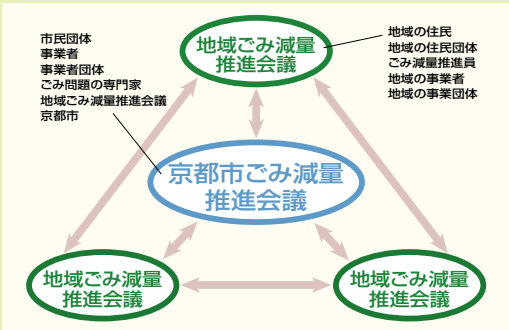 市民団体
事業者
事業者団体
ごみ問題の専門家
地域ごみ減量推進会議
京都市
地域ごみ減量
推進会議
地域の住民
地域の住民団体
ごみ減量推進員
地域の事業者
地域の事業団体
京都市ごみ減量
推進会議
地域ごみ減量
推進会議
地域ごみ減量
推進会議